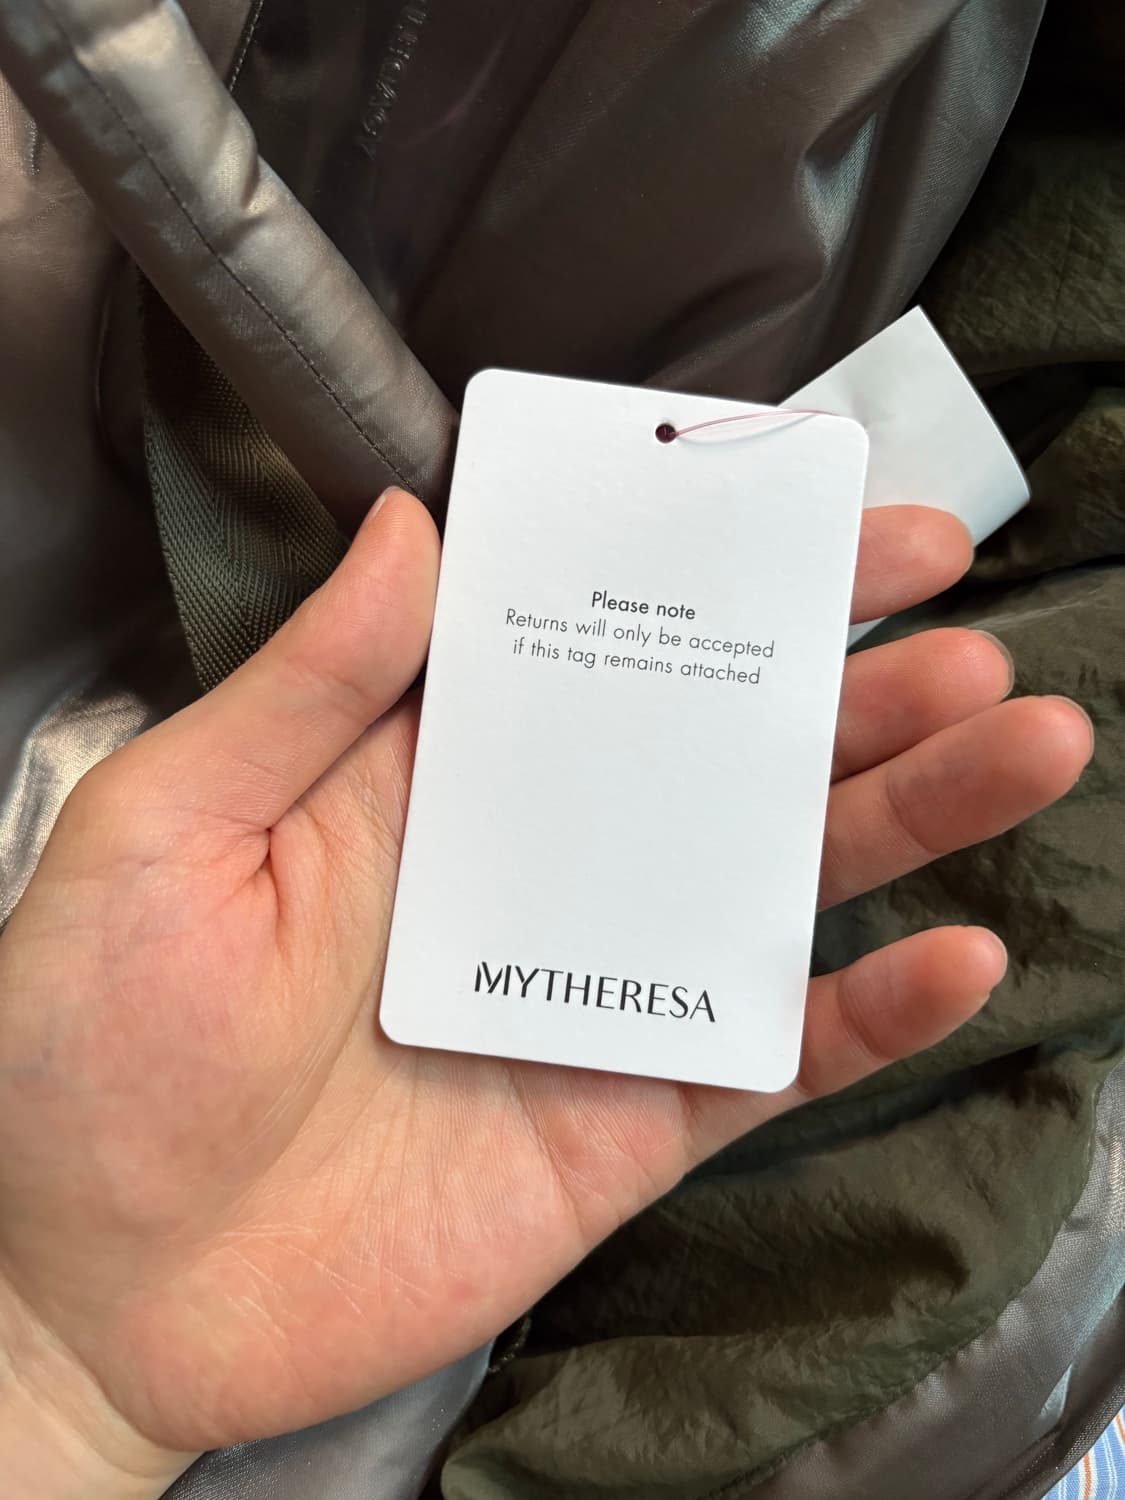 Please note
Returns will only be accepted
if this tag remains attached
MYTHERESA